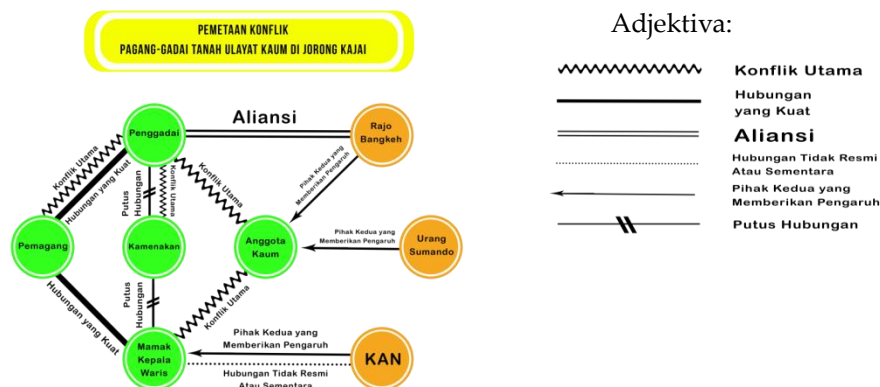 PEMETAAN KONFLIK
PAGANG-GADAI TANAH ULAYAT KAUM DI JORONG KAJAI
Penggadai
Aliansi
Rajo
Bangkeh
Konflik Utama
Hubungan yang Kuat
Putus
Hubungan
Konflik Utama
Konflik Utama
Pihak Kedua yang
Memberikan Pengaruh
Pemagang
Kamenakan
Anggota
Kaum
Pihak Kedua yang
Memberikan Pengaruh
Urang
Sumando
Hubungan yang Kuat
Putus
Hubungan
Konflik Utama
Mamak
Kepala
Waris
Pihak Kedua yang
Memberikan Pengaruh
KAN
Hubungan Tidak Resmi
Atau Sementara
Adjektiva:
Konflik Utama
Hubungan
yang Kuat
Aliansi
Hubungan Tidak Resmi
Atau Sementara
Pihak Kedua yang
Memberikan Pengaruh
Putus Hubungan